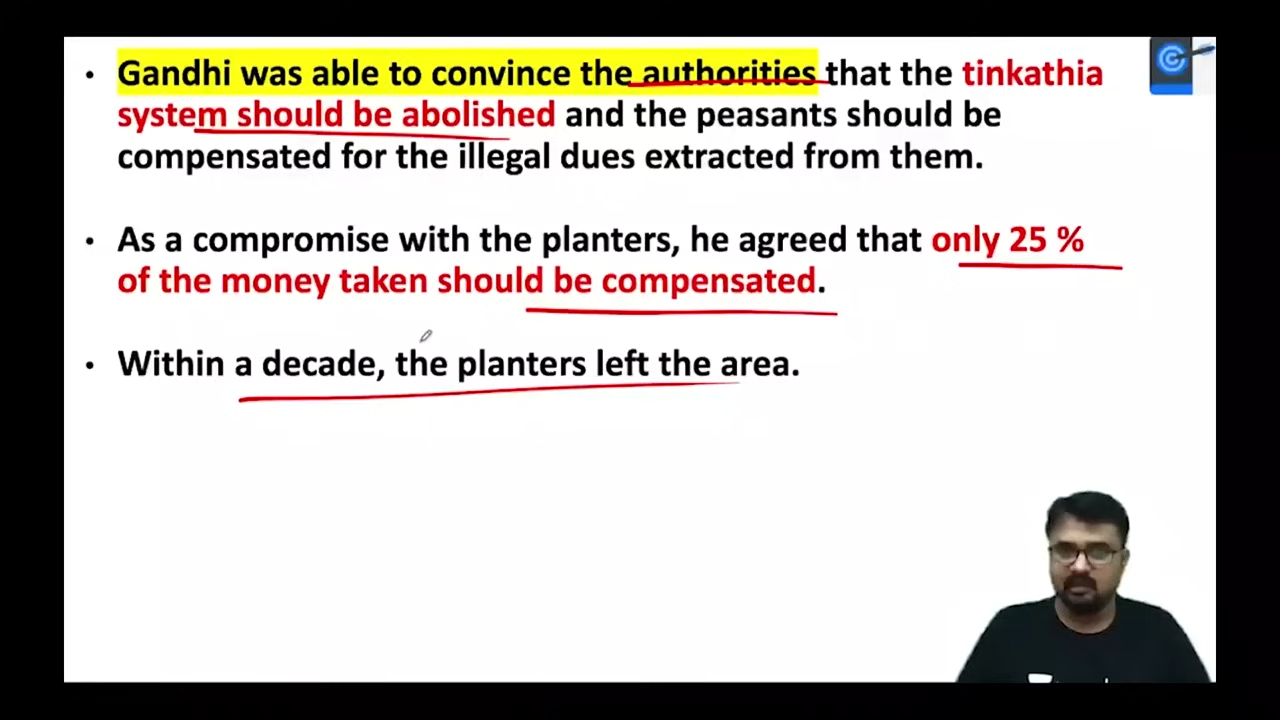 • Gandhi was able to convince the authorities that the tinkathia
system should be abolished and the peasants should be
compensated for the illegal dues extracted from them.
• As a compromise with the planters, he agreed that only 25 %
of the money taken should be compensated.
• Within a decade, the planters left the area.